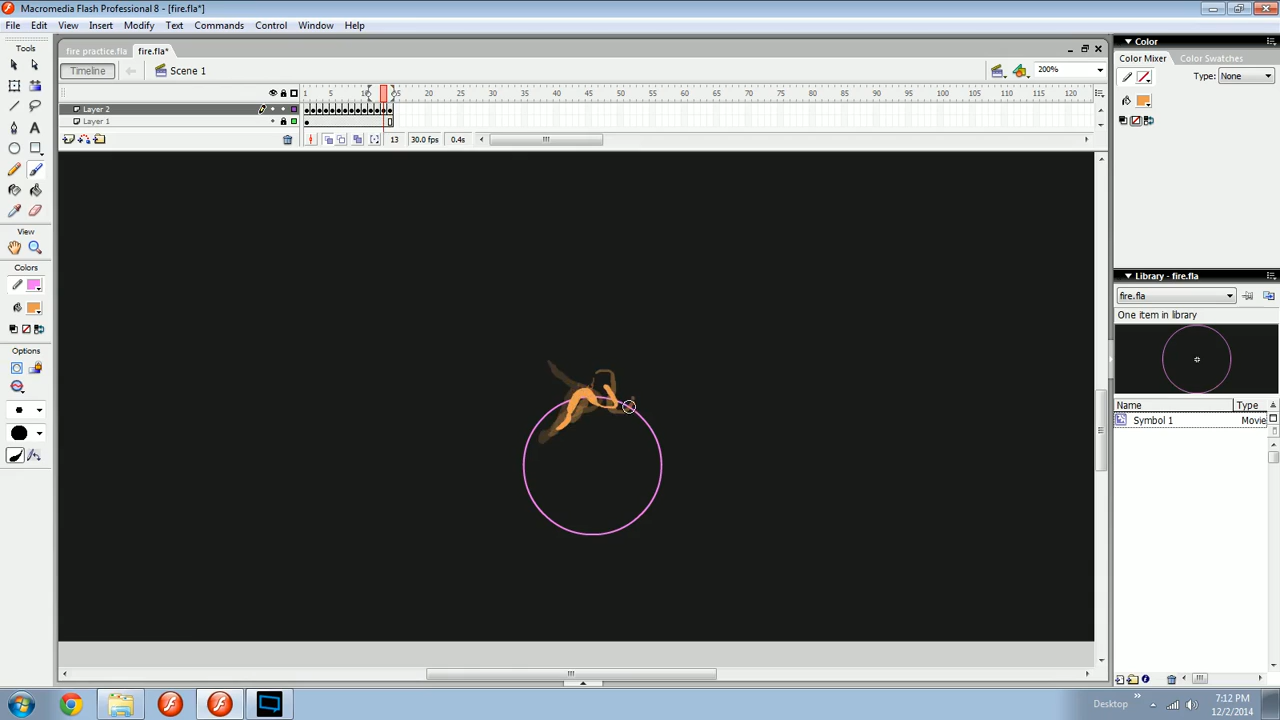 Macromedia Flash Professional 8 - [fire.fla*]
File Edit View Insert Modify Text Commands Control Window Help
Tools
fire practice.fla fire.fla*
Timeline Scene 1 200%
1 5 10 15 20 25 30 35 40 45 50 55 60 65 70 75 80 85 90 95 100 105 110 115 120
Layer 2
Layer 1
13 30.0 fps 0.4s
View
Colors
Options
Color
Color Mixer Color Swatches
Type: None
Library - fire.fla
fire.fla
One item in library
Name Type
Symbol 1 Movie
Desktop
7:12 PM
12/2/2014